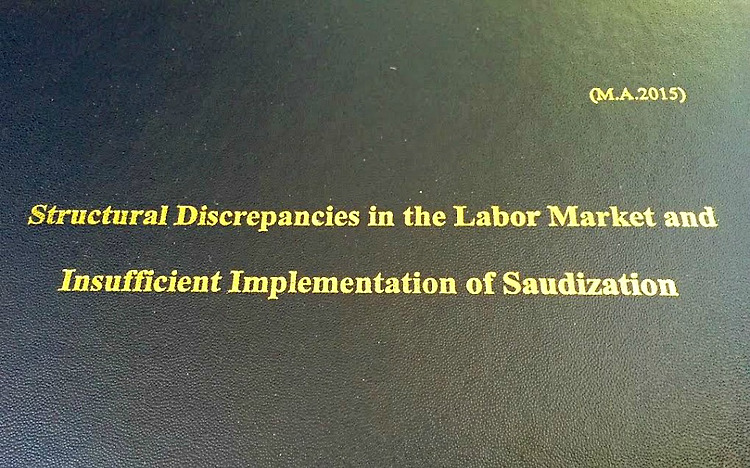 (M.A.2015)
Structural Discrepancies in the Labor Market and
Insufficient Implementation of Saudization